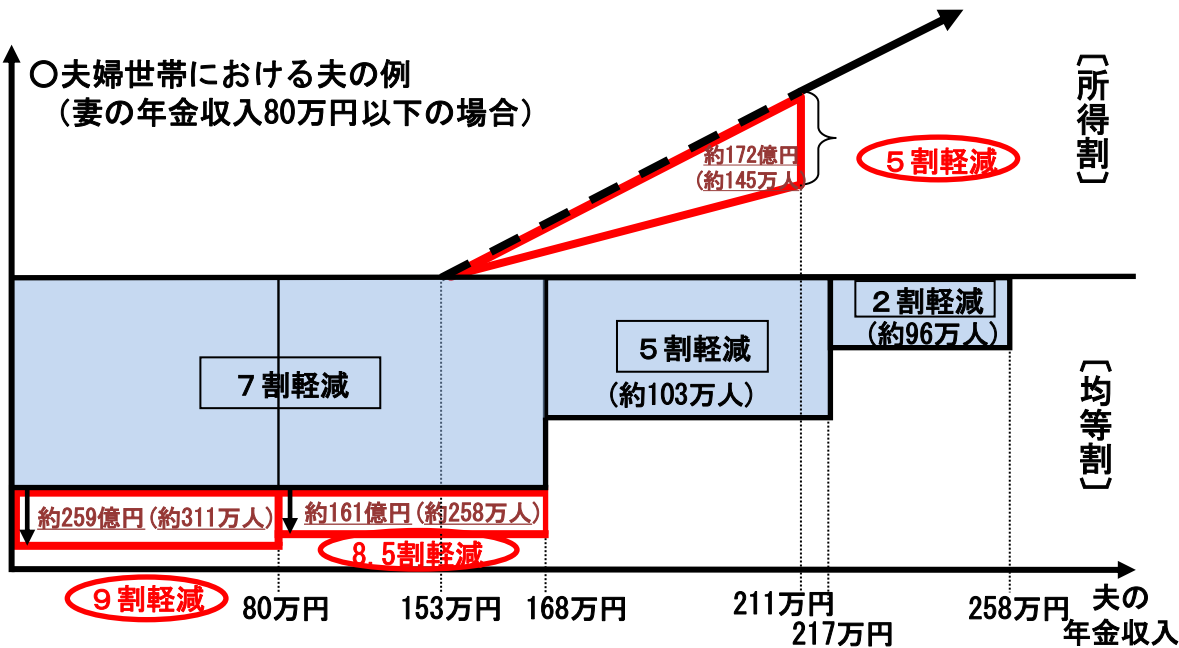 ○夫婦世帯における夫の例
(妻の年金収入80万円以下の場合)
〔所得割〕
約172億円
(約145万人)
5割軽減
2割軽減
(約96万人)
5割軽減
(約103万人)
7割軽減
〔均等割〕
約259億円(約311万人)
約161億円(約258万人)
8.5割軽減
9割軽減
80万円
153万円
168万円
211万円
217万円
258万円
夫の
年金収入